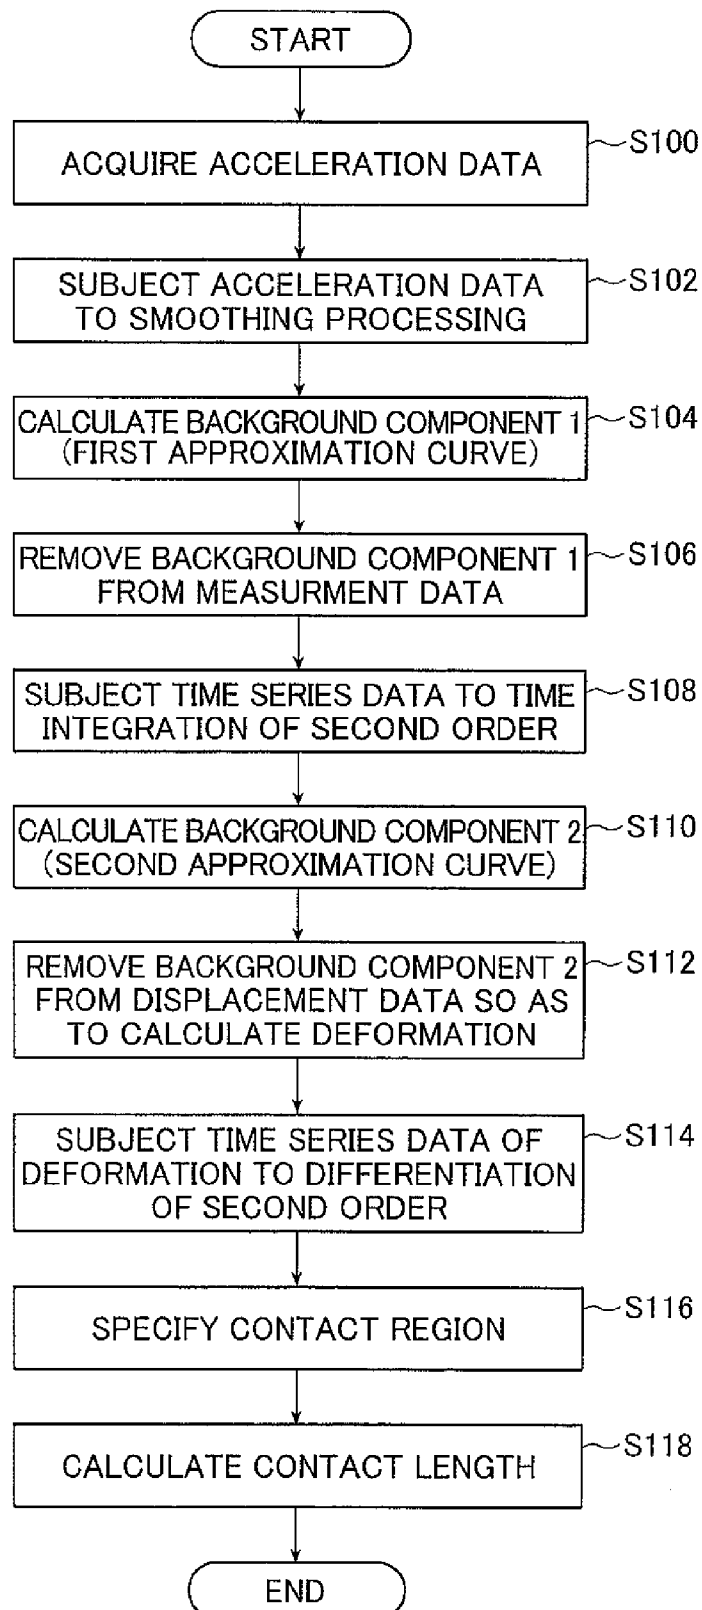 START
ACQUIRE ACCELERATION DATA
S100
SUBJECT ACCELERATION DATA
TO SMOOTHING PROCESSING
S102
CALCULATE BACKGROUND COMPONENT 1
(FIRST APPROXIMATION CURVE)
S104
REMOVE BACKGROUND COMPONENT 1
FROM MEASURMENT DATA
S106
SUBJECT TIME SERIES DATA TO TIME
INTEGRATION OF SECOND ORDER
S108
CALCULATE BACKGROUND COMPONENT 2
(SECOND APPROXIMATION CURVE)
S110
REMOVE BACKGROUND COMPONENT 2
FROM DISPLACEMENT DATA SO AS
TO CALCULATE DEFORMATION
S112
SUBJECT TIME SERIES DATA OF
DEFORMATION TO DIFFERENTIATION
OF SECOND ORDER
S114
SPECIFY CONTACT REGION
S116
CALCULATE CONTACT LENGTH
S118
END